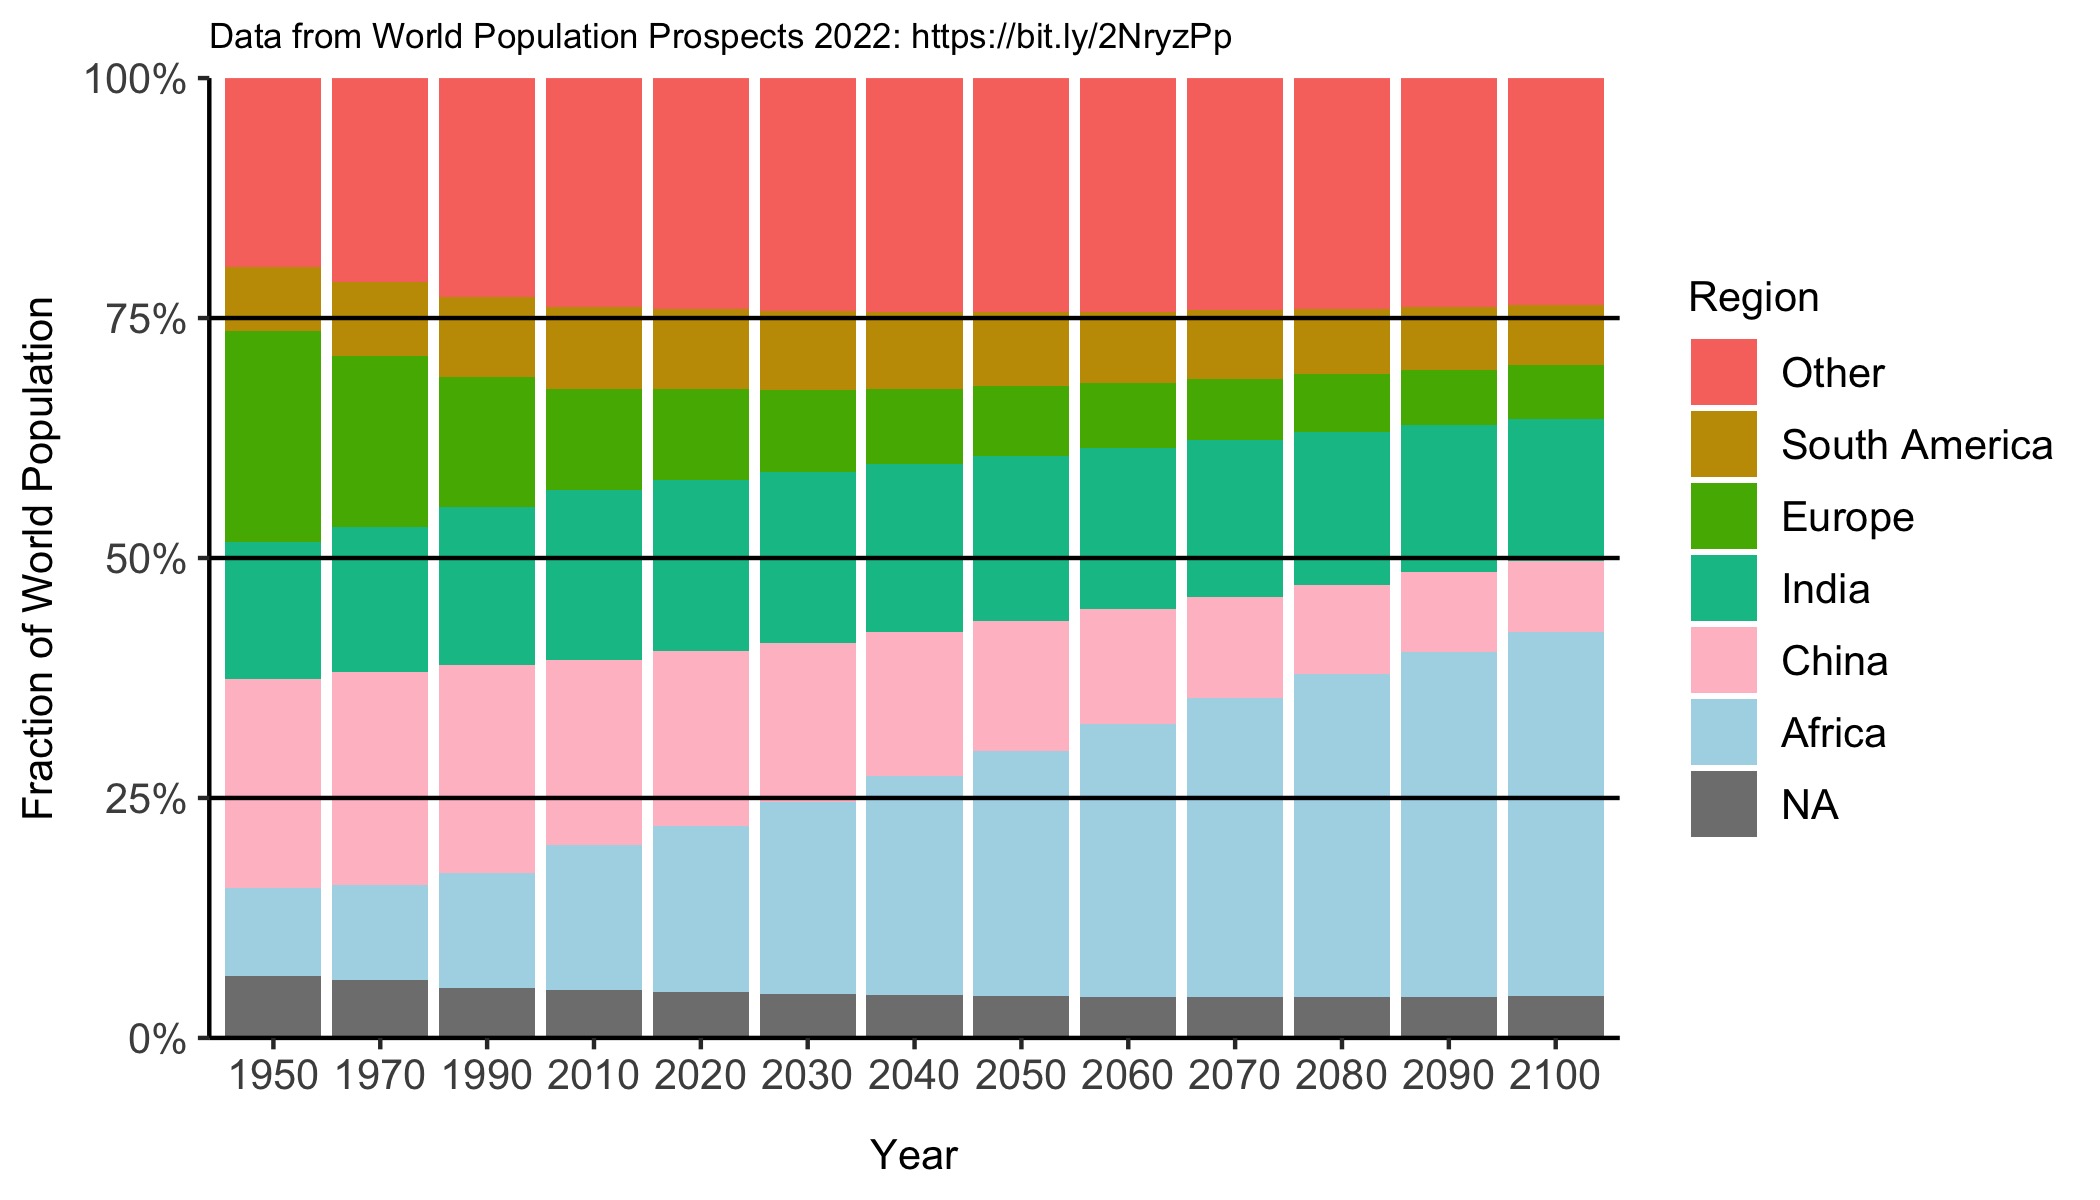 Data from World Population Prospects 2022: https://bit.ly/2NryzPp
100%
75%
50%
25%
0%
Fraction of World Population
1950 1970 1990 2010 2020 2030 2040 2050 2060 2070 2080 2090 2100
Year
Region
Other
South America
Europe
India
China
Africa
NA